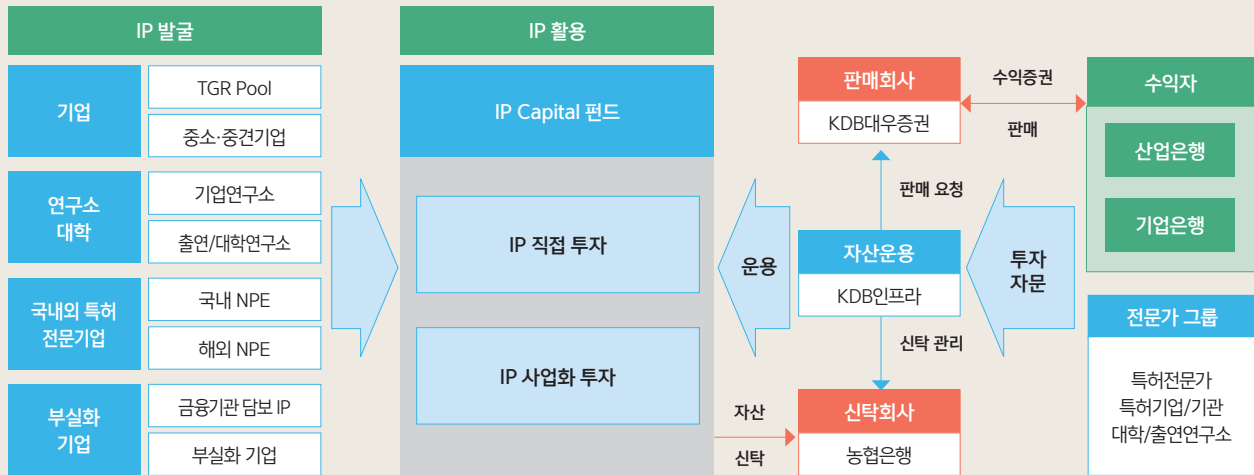 IP 발굴
기업
TGR Pool
중소·중견기업
연구소
대학
기업연구소
출연/대학연구소
국내외 특허
전문기업
국내 NPE
해외 NPE
부실화
기업
금융기관 담보 IP
부실화 기업
IP 활용
IP Capital 펀드
IP 직접 투자
IP 사업화 투자
운용
자산
신탁
판매회사
KDB대우증권
판매 요청
자산운용
KDB인프라
신탁 관리
신탁회사
농협은행
수익증권
판매
투자
자문
수익자
산업은행
기업은행
전문가 그룹
특허전문가
특허기업/기관
대학/출연연구소